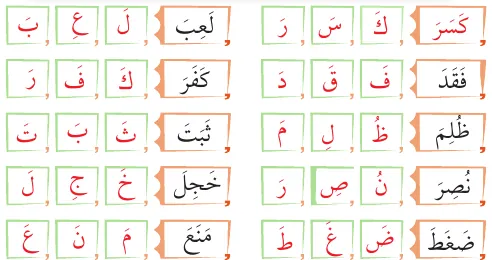 كَسَرَ كَ سَ رَ لَعِبَ لَ عِ بَ
فَقَدَ فَ قَ دَ كَفَرَ كَ فَ رَ
ظُلِمَ ظُ لِ مَ ثَبَتَ ثَ بَ تَ
نُصِرَ نُ صِ رَ خَجِلَ خَ جِ لَ
ضَغَطَ ضَ غَ طَ مَنَعَ مَ نَ عَ